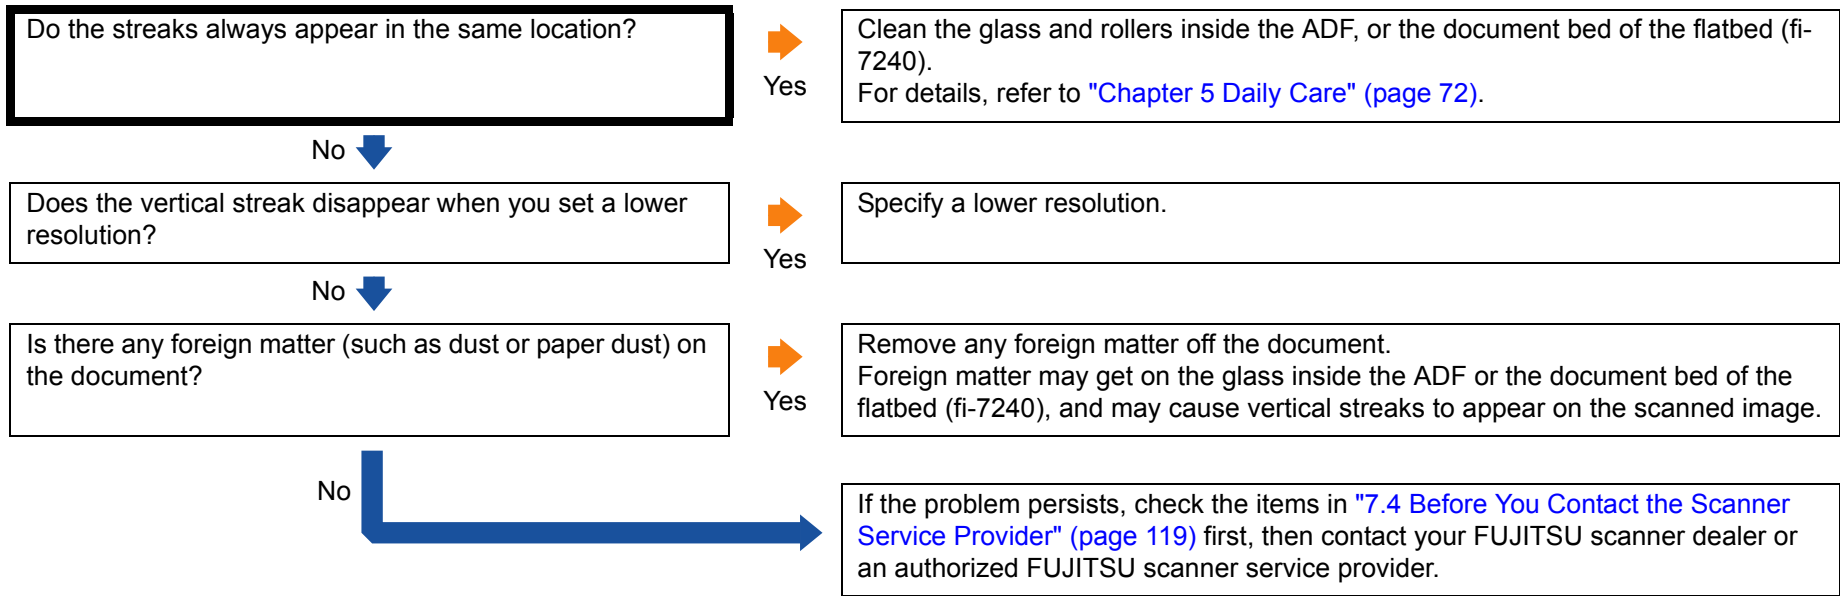 Do the streaks always appear in the same location?
Yes
Clean the glass and rollers inside the ADF, or the document bed of the flatbed (fi-
7240).
For details, refer to "Chapter 5 Daily Care" (page 72).
No
Does the vertical streak disappear when you set a lower
resolution?
Yes
Specify a lower resolution.
No
Is there any foreign matter (such as dust or paper dust) on
the document?
Yes
Remove any foreign matter off the document.
Foreign matter may get on the glass inside the ADF or the document bed of the
flatbed (fi-7240), and may cause vertical streaks to appear on the scanned image.
No
If the problem persists, check the items in "7.4 Before You Contact the Scanner
Service Provider" (page 119) first, then contact your FUJITSU scanner dealer or
an authorized FUJITSU scanner service provider.